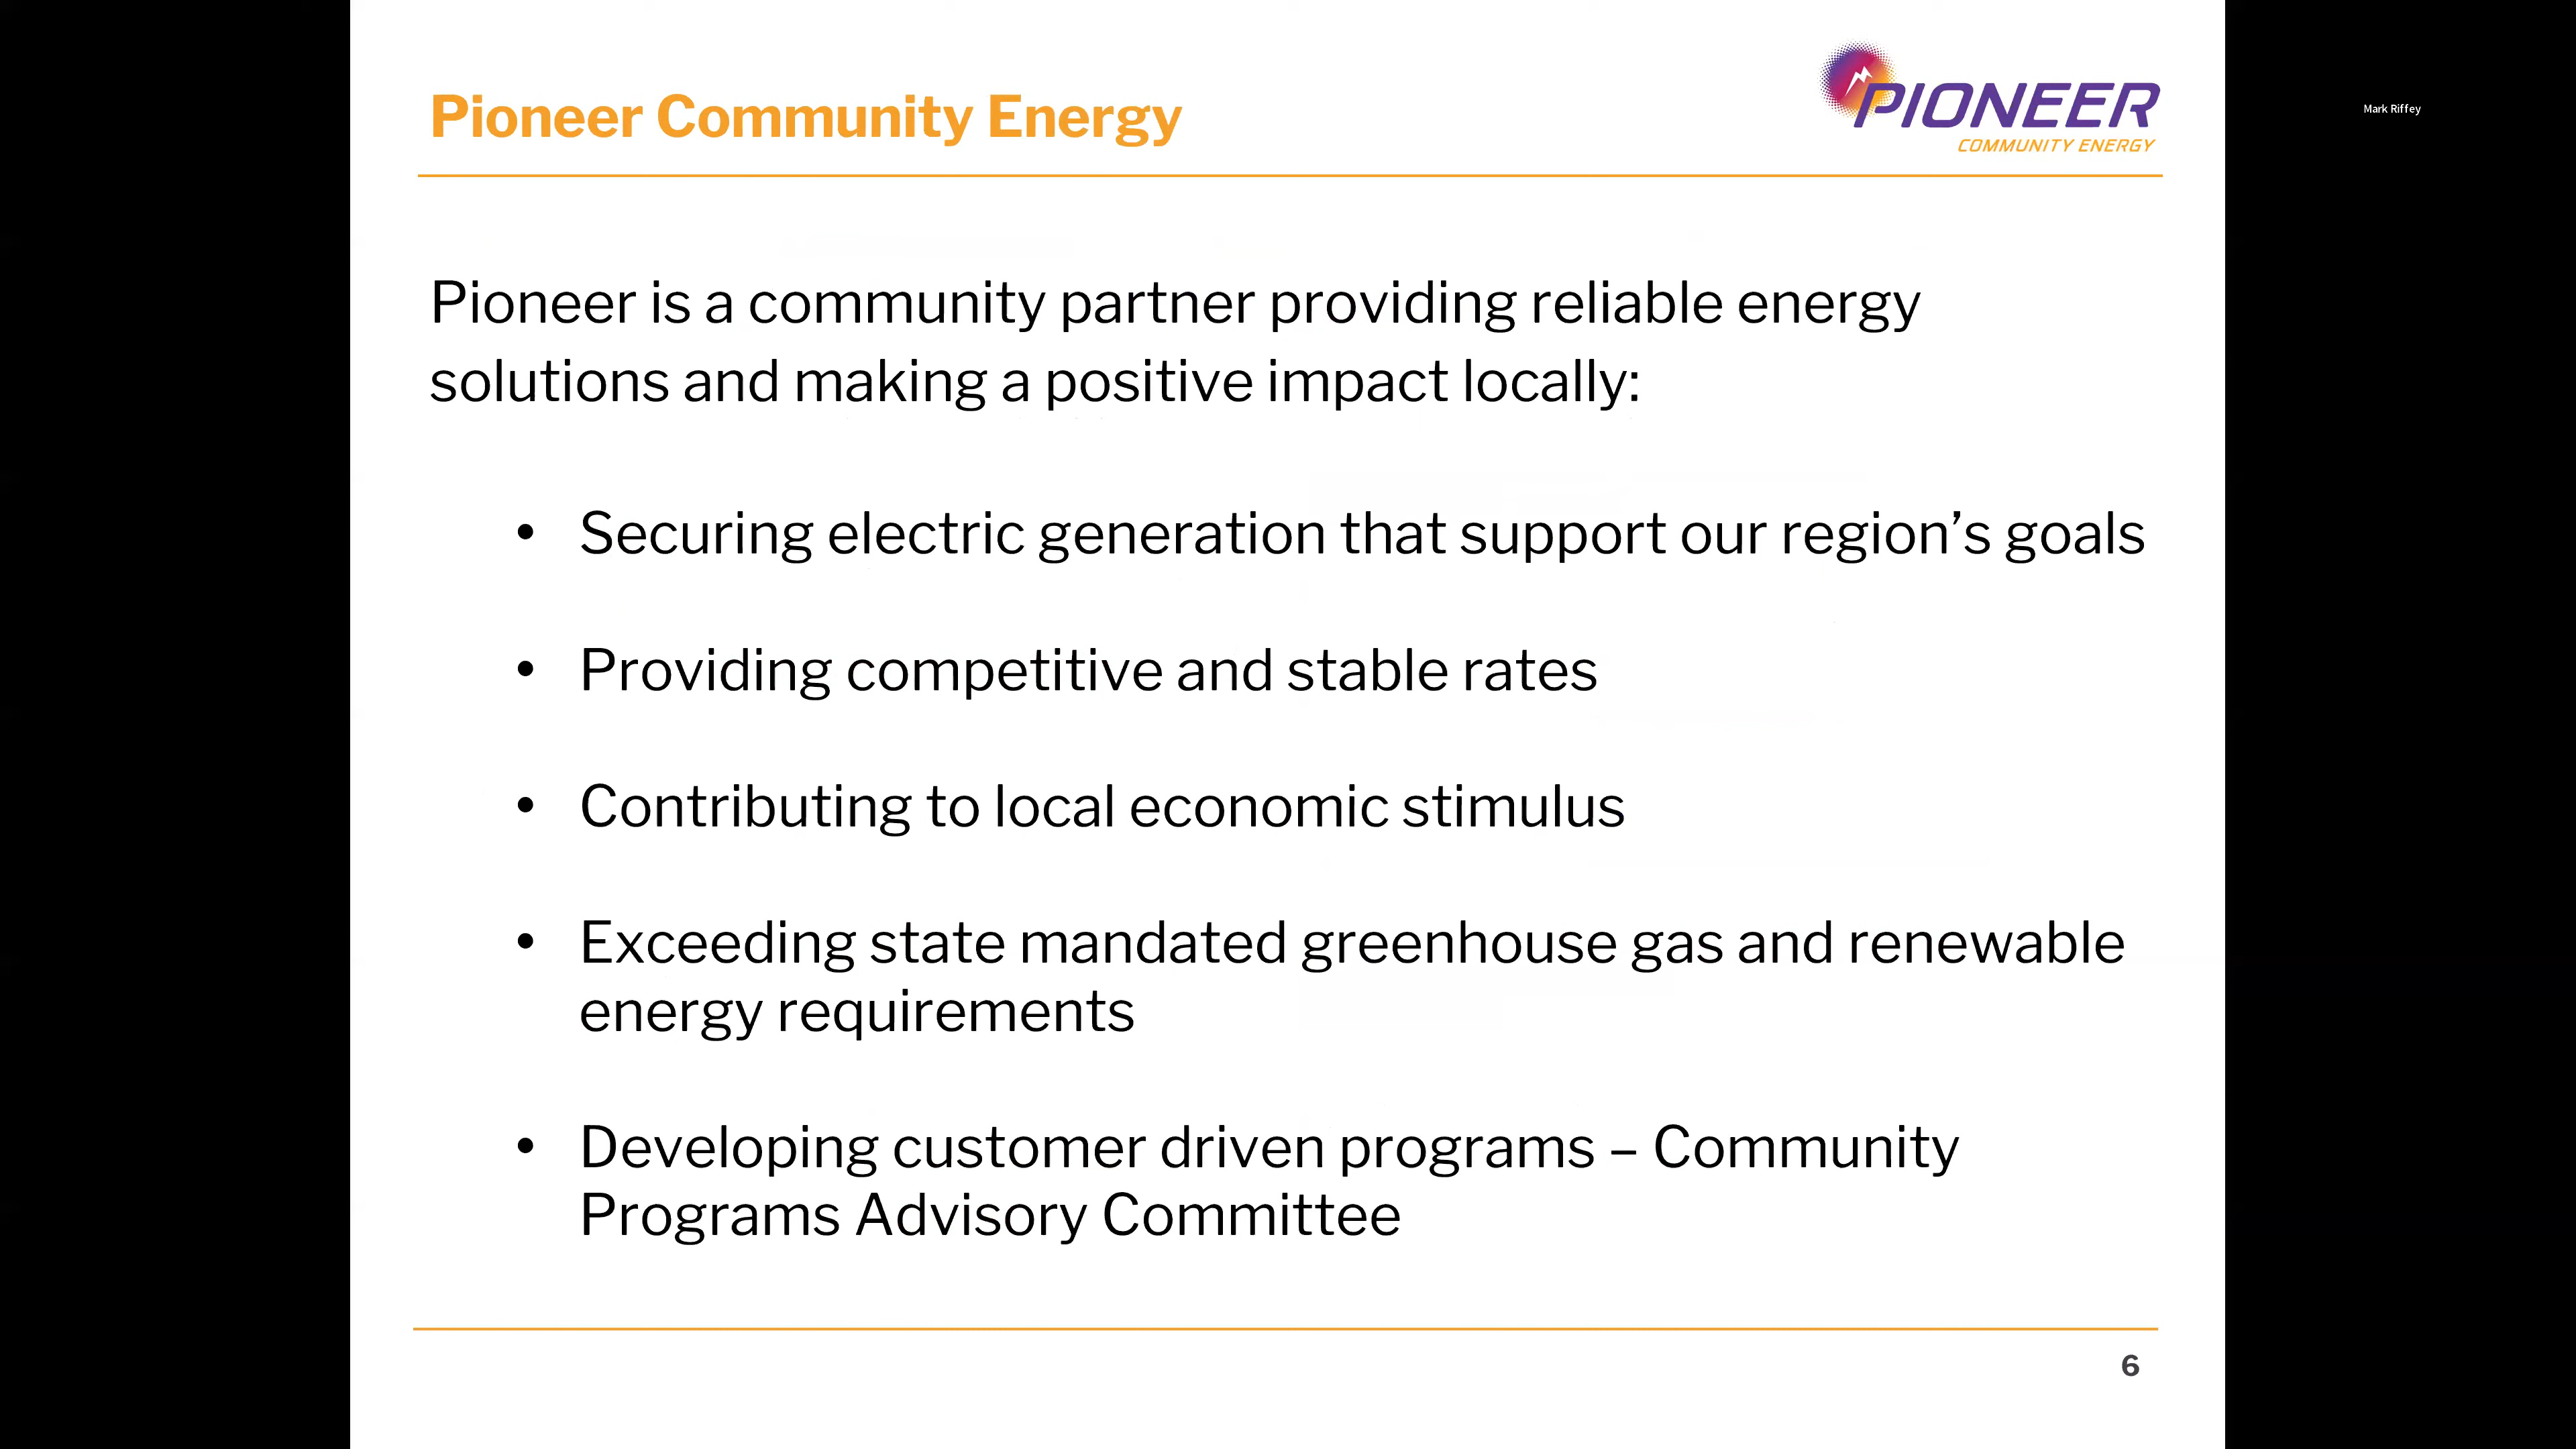 Pioneer Community Energy
PIONEER
COMMUNITY ENERGY
Mark Riffey
Pioneer is a community partner providing reliable energy
solutions and making a positive impact locally:
• Securing electric generation that support our region’s goals
• Providing competitive and stable rates
• Contributing to local economic stimulus
• Exceeding state mandated greenhouse gas and renewable
energy requirements
• Developing customer driven programs – Community
Programs Advisory Committee
6